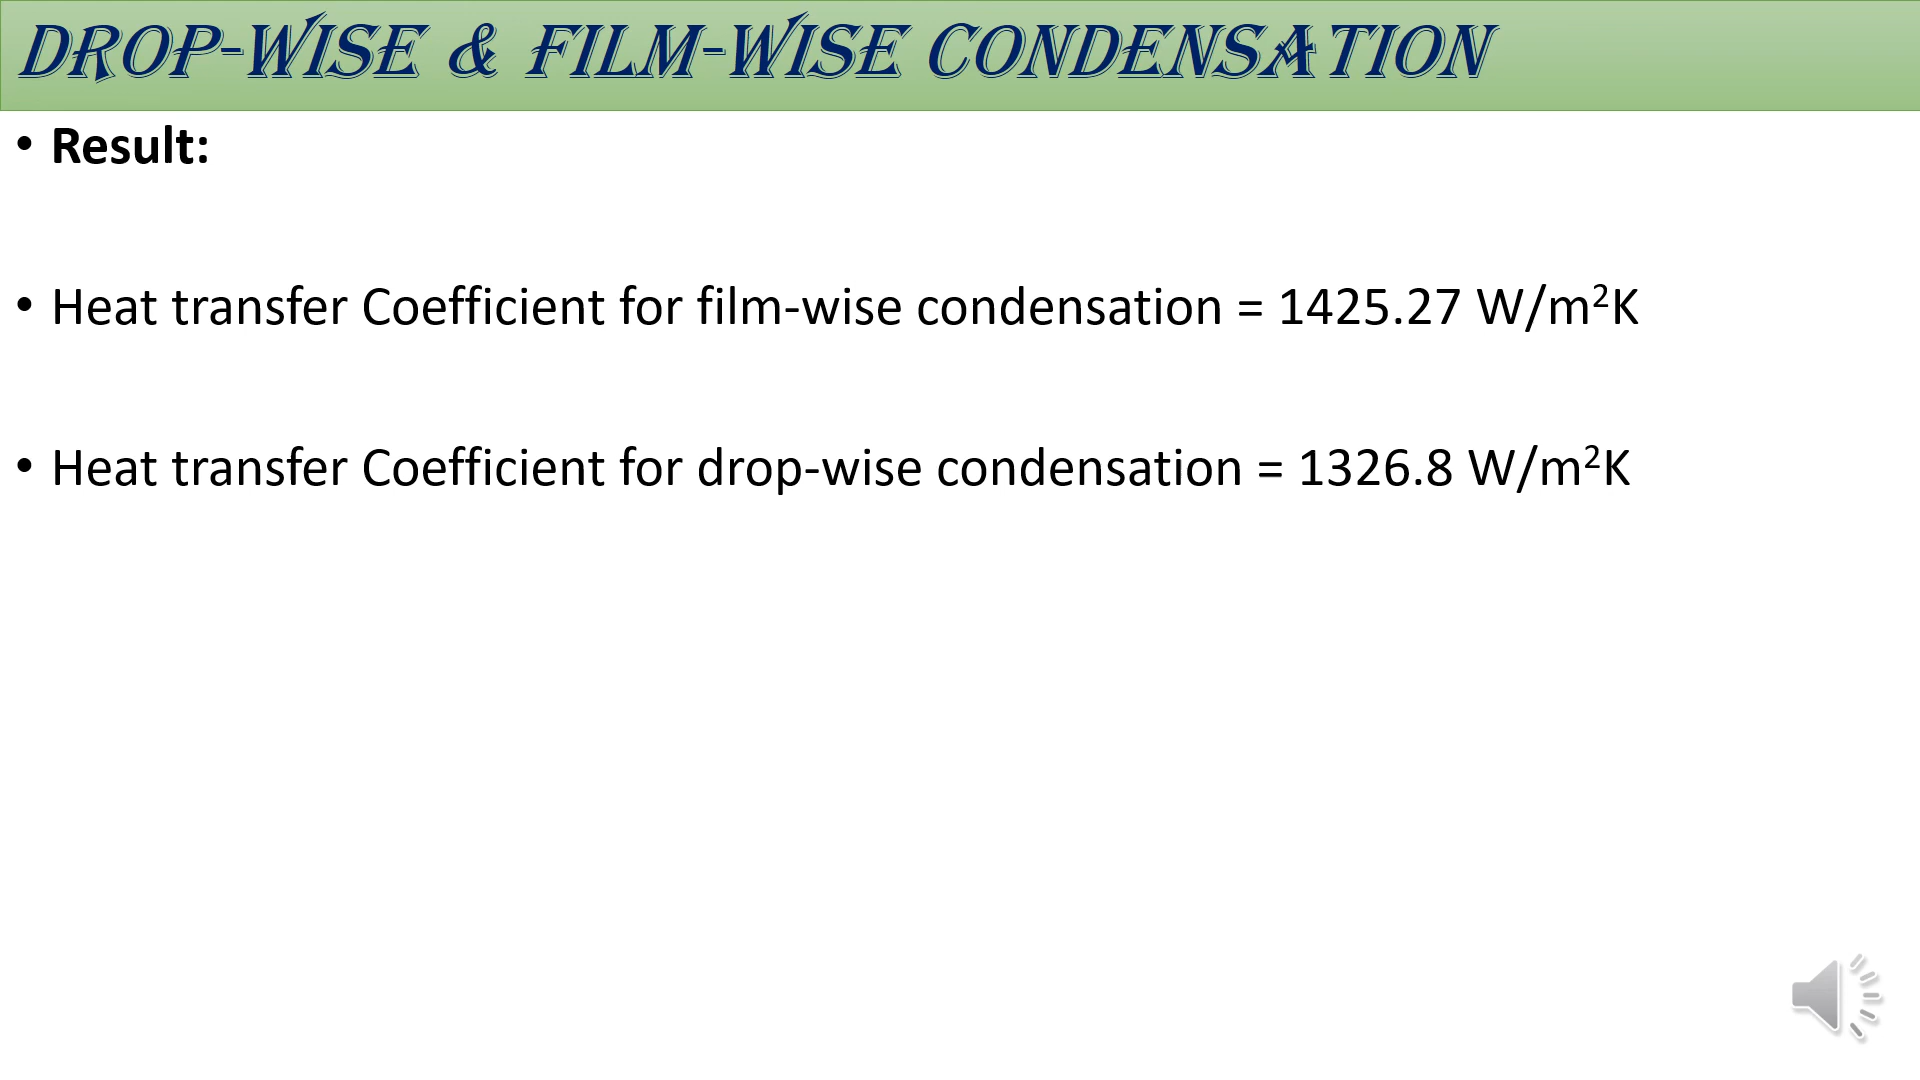 DROP-WISE & FILM-WISE CONDENSATION
• Result:
• Heat transfer Coefficient for film-wise condensation = 1425.27 W/m²K
• Heat transfer Coefficient for drop-wise condensation = 1326.8 W/m²K